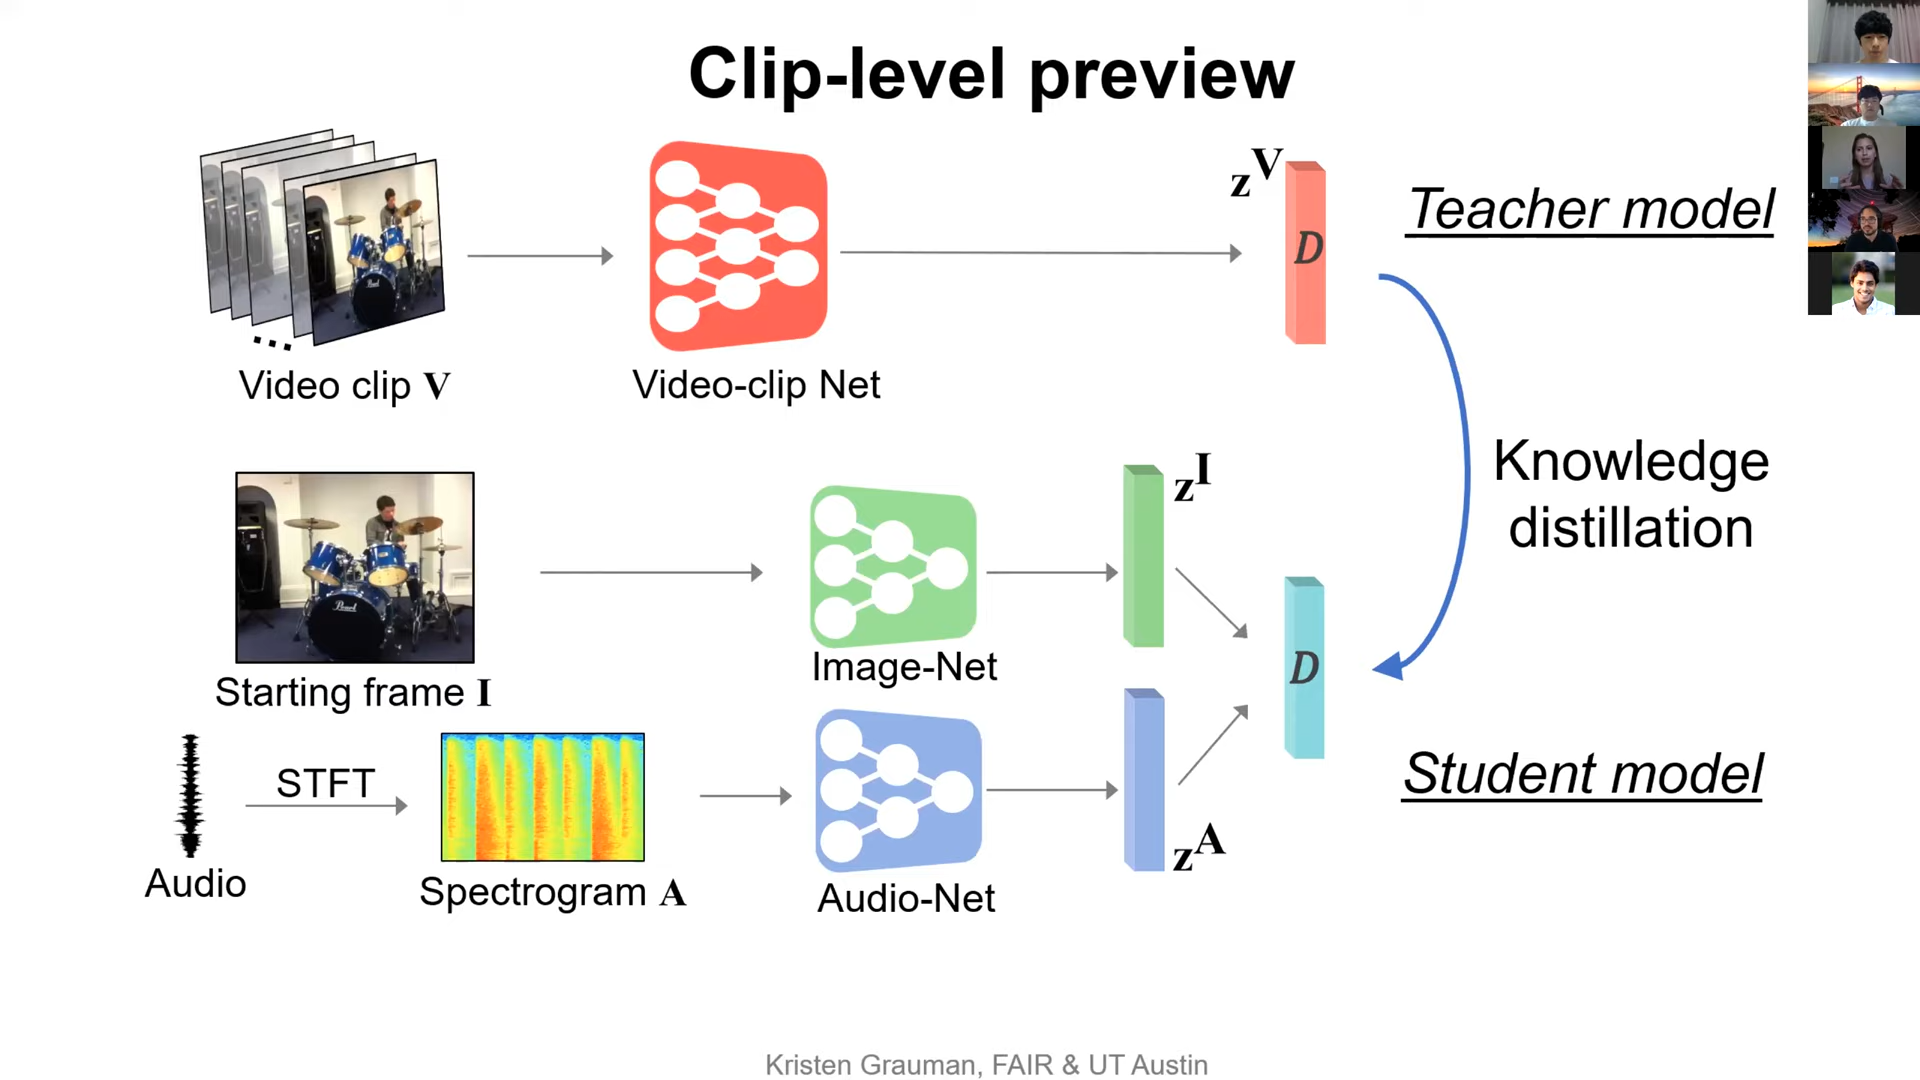 Clip-level preview
z^V
D
Teacher model
Video clip V
Video-clip Net
Knowledge
distillation
z^I
Pearl
Starting frame I
Image-Net
D
Student model
STFT
Audio
Spectrogram A
Audio-Net
z^A
Kristen Grauman, FAIR & UT Austin